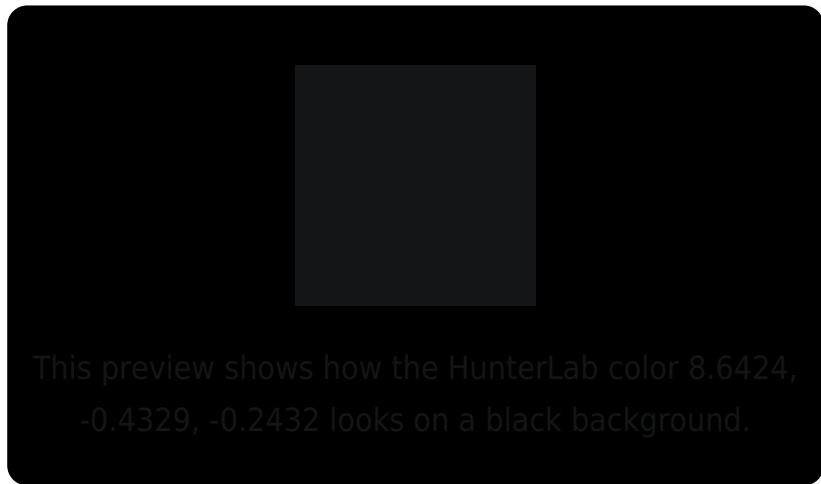 This preview shows how the HunterLab color 8.6424,
-0.4329, -0.2432 looks on a black background.